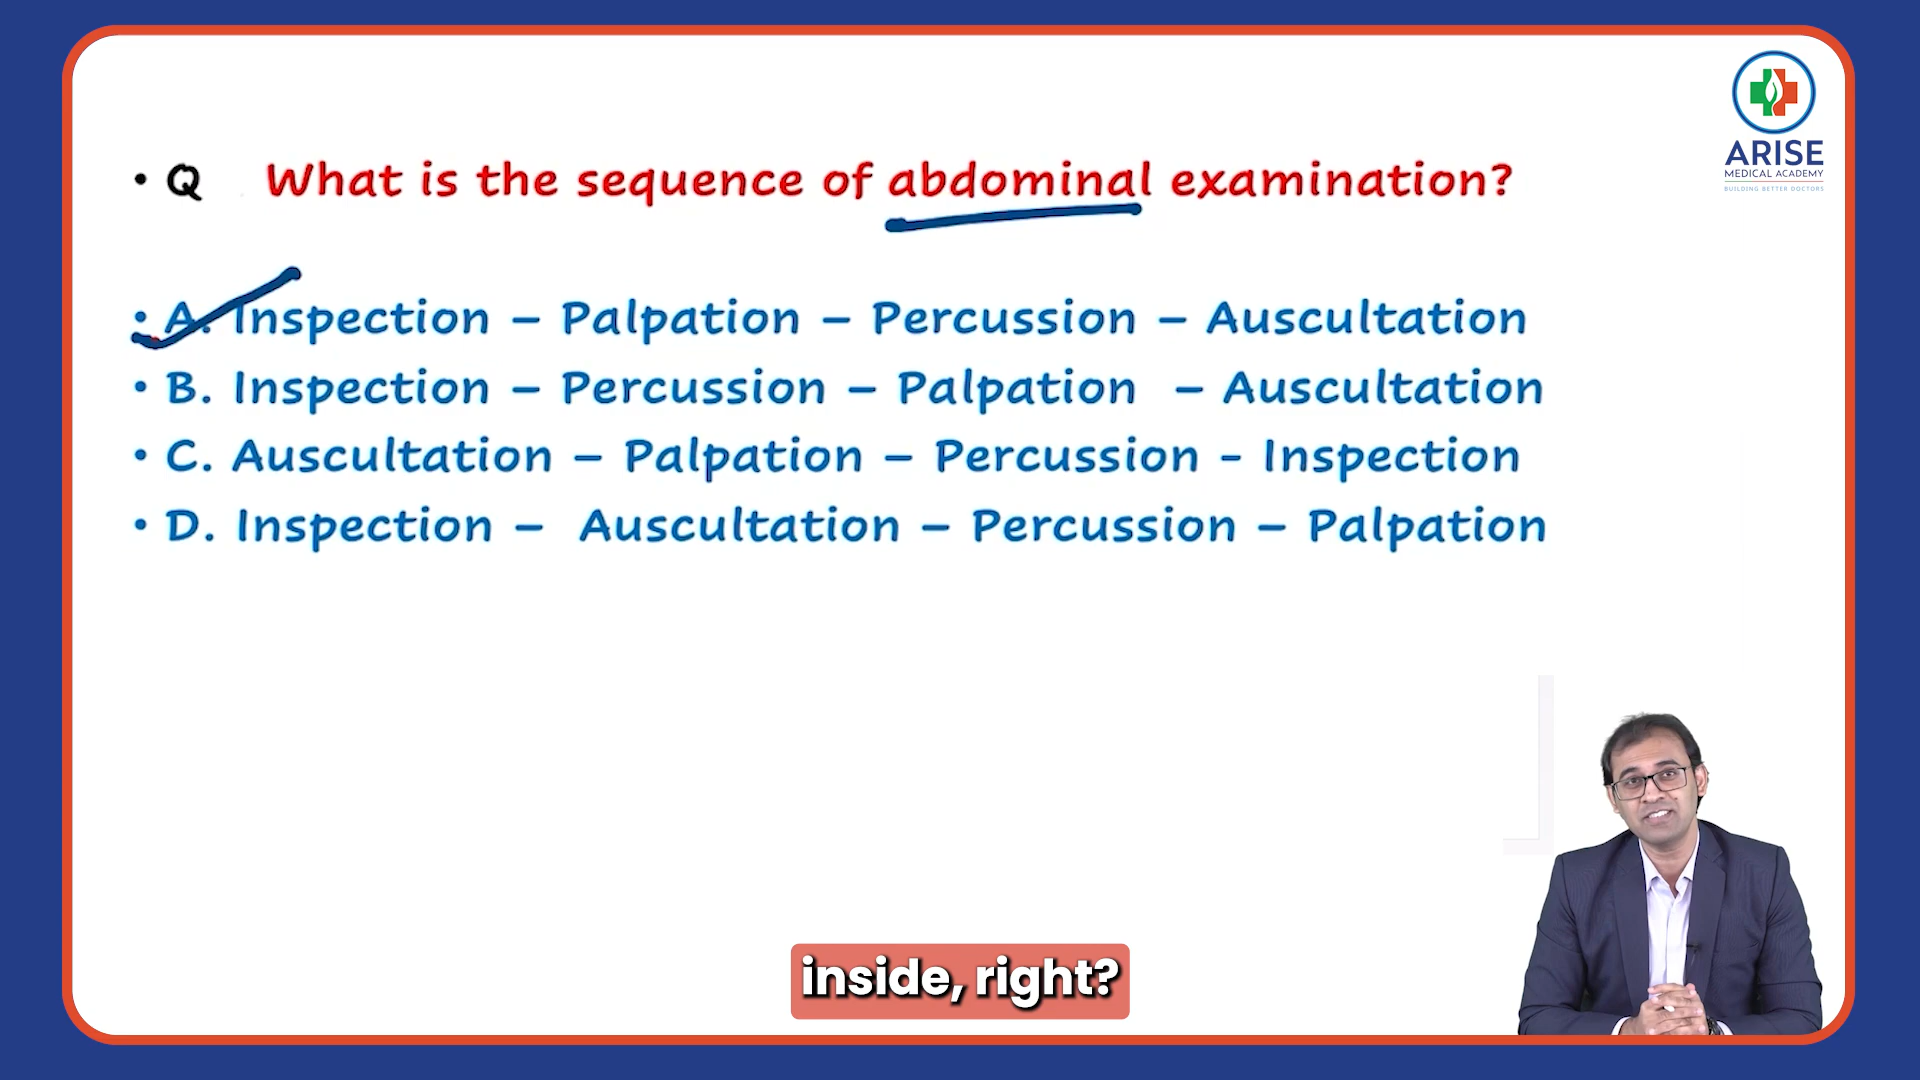 • Q What is the sequence of abdominal examination?
• A. Inspection – Palpation – Percussion – Auscultation
• B. Inspection – Percussion – Palpation – Auscultation
• C. Auscultation – Palpation – Percussion - Inspection
• D. Inspection – Auscultation – Percussion – Palpation
ARISE
MEDICAL ACADEMY
BUILDING BETTER DOCTORS
inside, right?